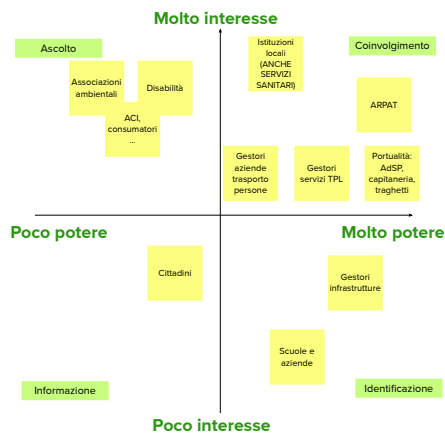 Molto interesse
Ascolto
Coinvolgimento
Istituzioni
locali
(ANCHE
SERVIZI
SANITARI)
Associazioni
ambientali
Disabilità
ACI,
consumatori
...
ARPAT
Gestori
aziende
trasporto
persone
Gestori
servizi TPL
Portualità:
AdSP,
capitaneria,
traghetti
Poco potere
Molto potere
Cittadini
Gestori
infrastrutture
Scuole e
aziende
Informazione
Identificazione
Poco interesse